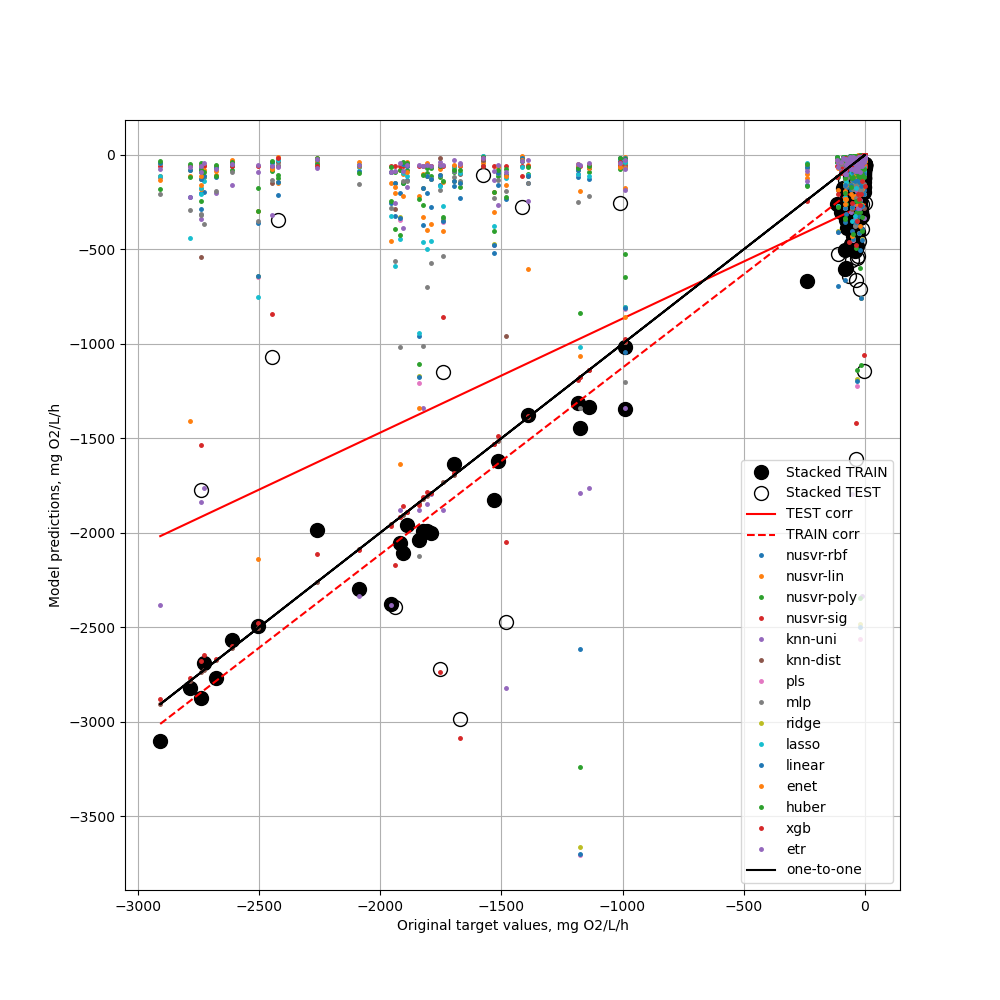 0
−500
−1000
−1500
−2000
−2500
−3000
−3500
Model predictions, mg O2/L/h
−3000 −2500 −2000 −1500 −1000 −500 0
Original target values, mg O2/L/h
Stacked TRAIN
Stacked TEST
TEST corr
TRAIN corr
nusvr-rbf
nusvr-lin
nusvr-poly
nusvr-sig
knn-uni
knn-dist
pls
mlp
ridge
lasso
linear
enet
huber
xgb
etr
one-to-one